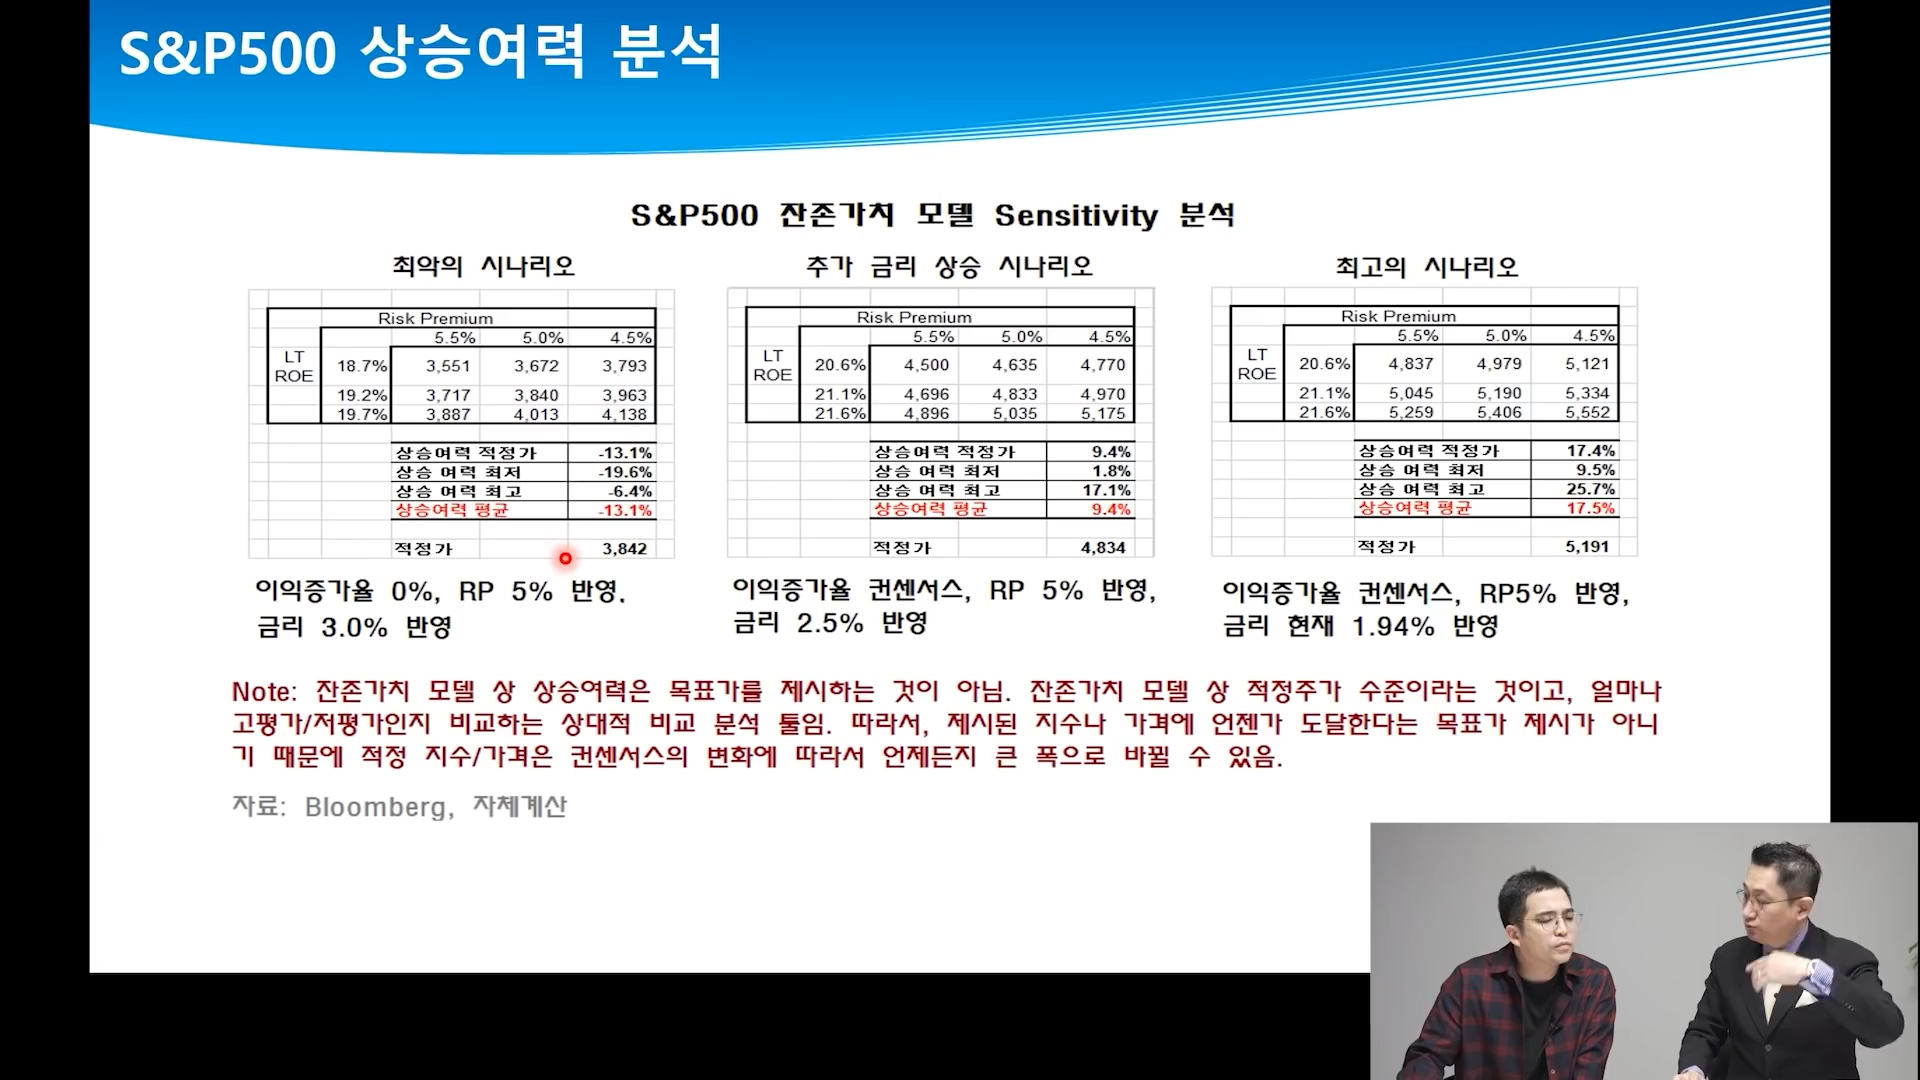 S&P500 상승여력 분석
S&P500 잔존가치 모델 Sensitivity 분석
최악의 시나리오
Risk Premium
5.5% 5.0% 4.5%
LT ROE
18.7% 3,551 3,672 3,793
19.2% 3,717 3,840 3,963
19.7% 3,887 4,013 4,138
상승여력 적정가 -13.1%
상승 여력 최저 -19.6%
상승 여력 최고 -6.4%
상승여력 평균 -13.1%
적정가 3,842
이익증가율 0%, RP 5% 반영,
금리 3.0% 반영
추가 금리 상승 시나리오
Risk Premium
5.5% 5.0% 4.5%
LT ROE
20.6% 4,500 4,635 4,770
21.1% 4,696 4,833 4,970
21.6% 4,896 5,035 5,175
상승여력 적정가 9.4%
상승 여력 최저 1.8%
상승 여력 최고 17.1%
상승여력 평균 9.4%
적정가 4,834
이익증가율 컨센서스, RP 5% 반영,
금리 2.5% 반영
최고의 시나리오
Risk Premium
5.5% 5.0% 4.5%
LT ROE
20.6% 4,837 4,979 5,121
21.1% 5,045 5,190 5,334
21.6% 5,259 5,406 5,552
상승여력 적정가 17.4%
상승 여력 최저 9.5%
상승 여력 최고 25.7%
상승여력 평균 17.5%
적정가 5,191
이익증가율 컨센서스, RP5% 반영,
금리 현재 1.94% 반영
Note: 잔존가치 모델 상 상승여력은 목표가를 제시하는 것이 아님. 잔존가치 모델 상 적정주가 수준이라는 것이고, 얼마나
고평가/저평가인지 비교하는 상대적 비교 분석 툴임. 따라서, 제시된 지수나 가격에 언젠가 도달한다는 목표가 제시가 아니
기 때문에 적정 지수/가격은 컨센서스의 변화에 따라서 언제든지 큰 폭으로 바뀔 수 있음.
자료: Bloomberg, 자체계산